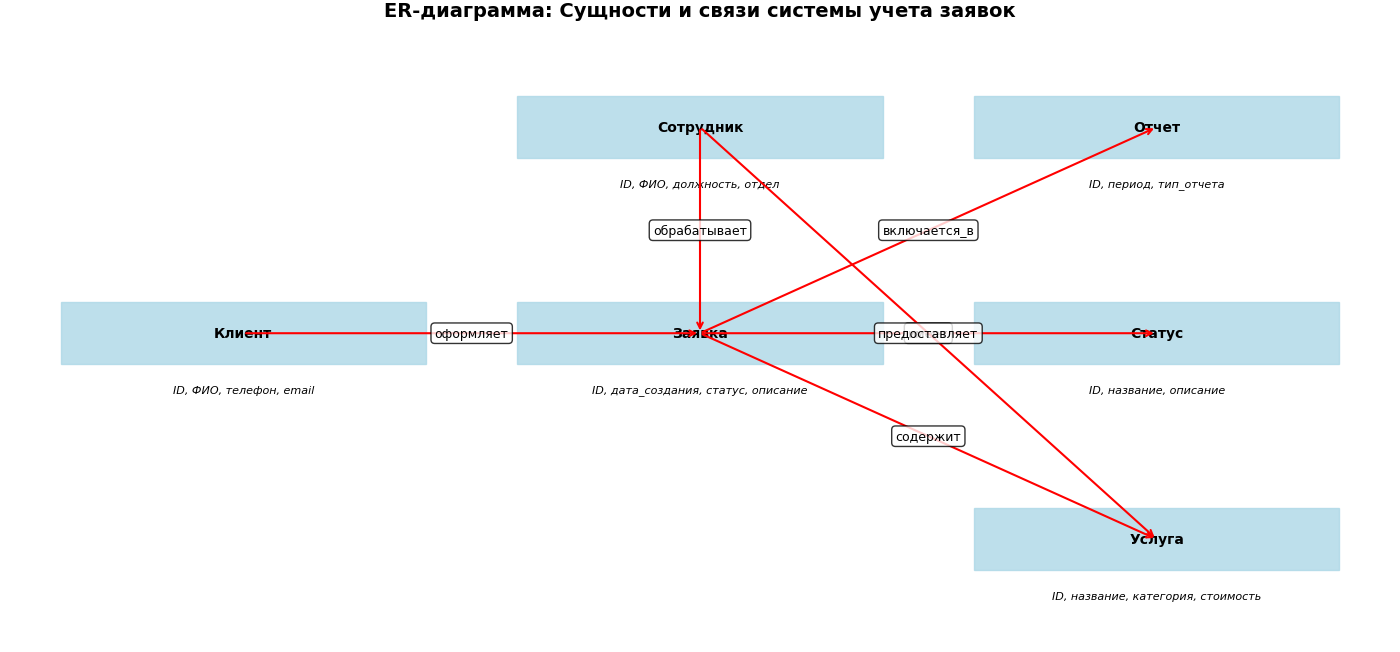 ER-диаграмма: Сущности и связи системы учета заявок
Сотрудник
Отчет
ID, ФИО, должность, отдел
ID, период, тип_отчета
обрабатывает
включается_в
Клиент
оформляет
Заявка
предоставляет
Статус
ID, ФИО, телефон, email
ID, дата_создания, статус, описание
ID, название, описание
содержит
Услуга
ID, название, категория, стоимость